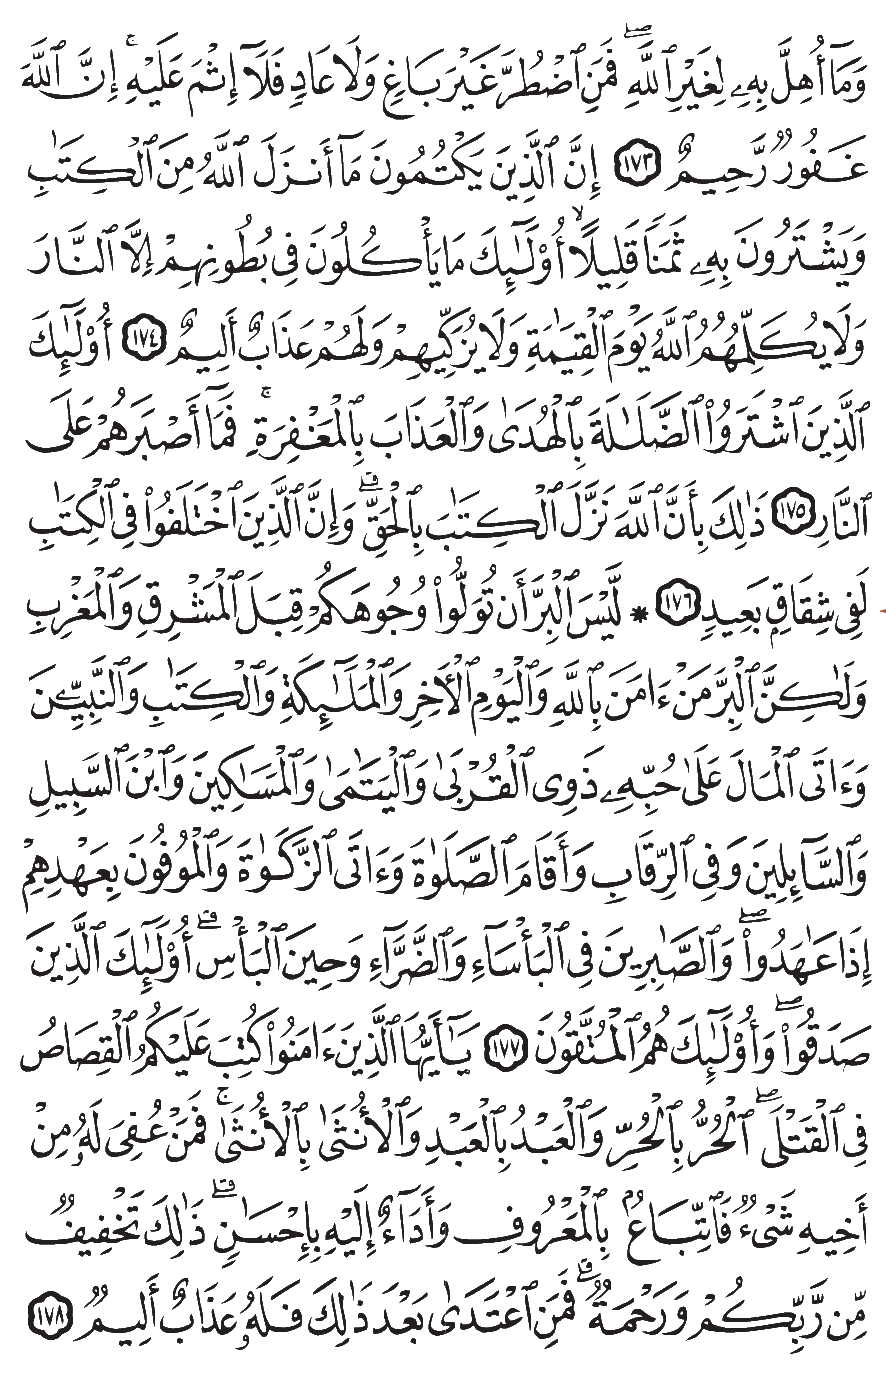 وَمَآ أُهِلَّ بِهِۦ لِغَيْرِ ٱللَّهِۖ فَمَنِ ٱضْطُرَّ غَيْرَ بَاغٍ وَلَا عَادٍ فَلَآ إِثْمَ عَلَيْهِۚ إِنَّ ٱللَّهَ
غَفُورٌ رَّحِيمٌ ١٧٣ إِنَّ ٱلَّذِينَ يَكْتُمُونَ مَآ أَنزَلَ ٱللَّهُ مِنَ ٱلْكِتَٰبِ
وَيَشْتَرُونَ بِهِۦ ثَمَنًا قَلِيلًاۙ أُو۟لَٰٓئِكَ مَا يَأْكُلُونَ فِى بُطُونِهِمْ إِلَّا ٱلنَّارَ
وَلَا يُكَلِّمُهُمُ ٱللَّهُ يَوْمَ ٱلْقِيَٰمَةِ وَلَا يُزَكِّيهِمْ وَلَهُمْ عَذَابٌ أَلِيمٌ ١٧٤ أُو۟لَٰٓئِكَ
ٱلَّذِينَ ٱشْتَرَوُا۟ ٱلضَّلَٰلَةَ بِٱلْهُدَىٰ وَٱلْعَذَابَ بِٱلْمَغْفِرَةِۚ فَمَآ أَصْبَرَهُمْ عَلَى
ٱلنَّارِ ١٧٥ ذَٰلِكَ بِأَنَّ ٱللَّهَ نَزَّلَ ٱلْكِتَٰبَ بِٱلْحَقِّۗ وَإِنَّ ٱلَّذِينَ ٱخْتَلَفُوا۟ فِى ٱلْكِتَٰبِ
لَفِى شِقَاقٍۭ بَعِيدٍ ١٧٦ * لَّيْسَ ٱلْبِرَّ أَن تُوَلُّوا۟ وُجُوهَكُمْ قِبَلَ ٱلْمَشْرِقِ وَٱلْمَغْرِبِ
وَلَٰكِنَّ ٱلْبِرَّ مَنْ ءَامَنَ بِٱللَّهِ وَٱلْيَوْمِ ٱلْـَٔاخِرِ وَٱلْمَلَٰٓئِكَةِ وَٱلْكِتَٰبِ وَٱلنَّبِيِّـۧنَ
وَءَاتَى ٱلْمَالَ عَلَىٰ حُبِّهِۦ ذَوِى ٱلْقُرْبَىٰ وَٱلْيَتَٰمَىٰ وَٱلْمَسَٰكِينَ وَٱبْنَ ٱلسَّبِيلِ
وَٱلسَّآئِلِينَ وَفِى ٱلرِّقَابِ وَأَقَامَ ٱلصَّلَوٰةَ وَءَاتَى ٱلزَّكَوٰةَ وَٱلْمُوفُونَ بِعَهْدِهِمْ
إِذَا عَٰهَدُوا۟ۖ وَٱلصَّٰبِرِينَ فِى ٱلْبَأْسَآءِ وَٱلضَّرَّآءِ وَحِينَ ٱلْبَأْسِۗ أُو۟لَٰٓئِكَ ٱلَّذِينَ
صَدَقُوا۟ۖ وَأُو۟لَٰٓئِكَ هُمُ ٱلْمُتَّقُونَ ١٧٧ يَٰٓأَيُّهَا ٱلَّذِينَ ءَامَنُوا۟ كُتِبَ عَلَيْكُمُ ٱلْقِصَاصُ
فِى ٱلْقَتْلَىۖ ٱلْحُرُّ بِٱلْحُرِّ وَٱلْعَبْدُ بِٱلْعَبْدِ وَٱلْأُنثَىٰ بِٱلْأُنثَىٰۚ فَمَنْ عُفِىَ لَهُۥ مِنْ
أَخِيهِ شَىْءٌ فَٱتِّبَاعٌۢ بِٱلْمَعْرُوفِ وَأَدَآءٌ إِلَيْهِ بِإِحْسَٰنٍۗ ذَٰلِكَ تَخْفِيفٌ
مِّن رَّبِّكُمْ وَرَحْمَةٌۗ فَمَنِ ٱعْتَدَىٰ بَعْدَ ذَٰلِكَ فَلَهُۥ عَذَابٌ أَلِيمٌ ١٧٨